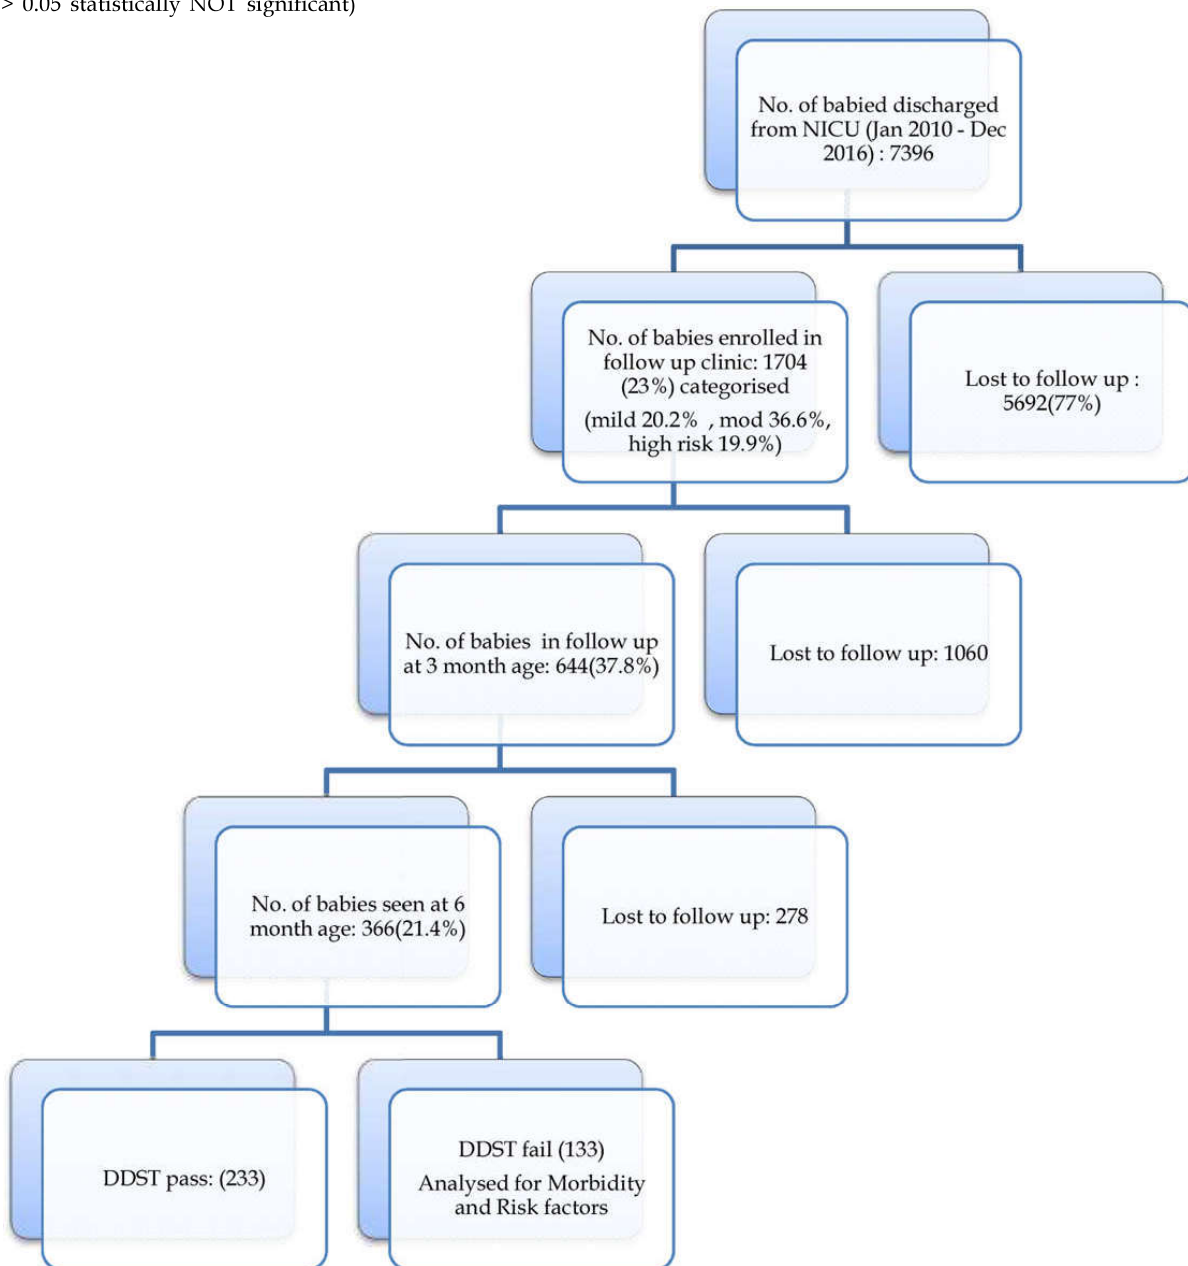 > 0.05 statistically NOT significant)
No. of babied discharged
from NICU (Jan 2010 - Dec
2016) : 7396
No. of babies enrolled in
follow up clinic: 1704
(23%) categorised
(mild 20.2% , mod 36.6%,
high risk 19.9%)
Lost to follow up :
5692(77%)
No. of babies in follow up
at 3 month age: 644(37.8%)
Lost to follow up: 1060
No. of babies seen at 6
month age: 366(21.4%)
Lost to follow up: 278
DDST pass: (233)
DDST fail (133)
Analysed for Morbidity
and Risk factors